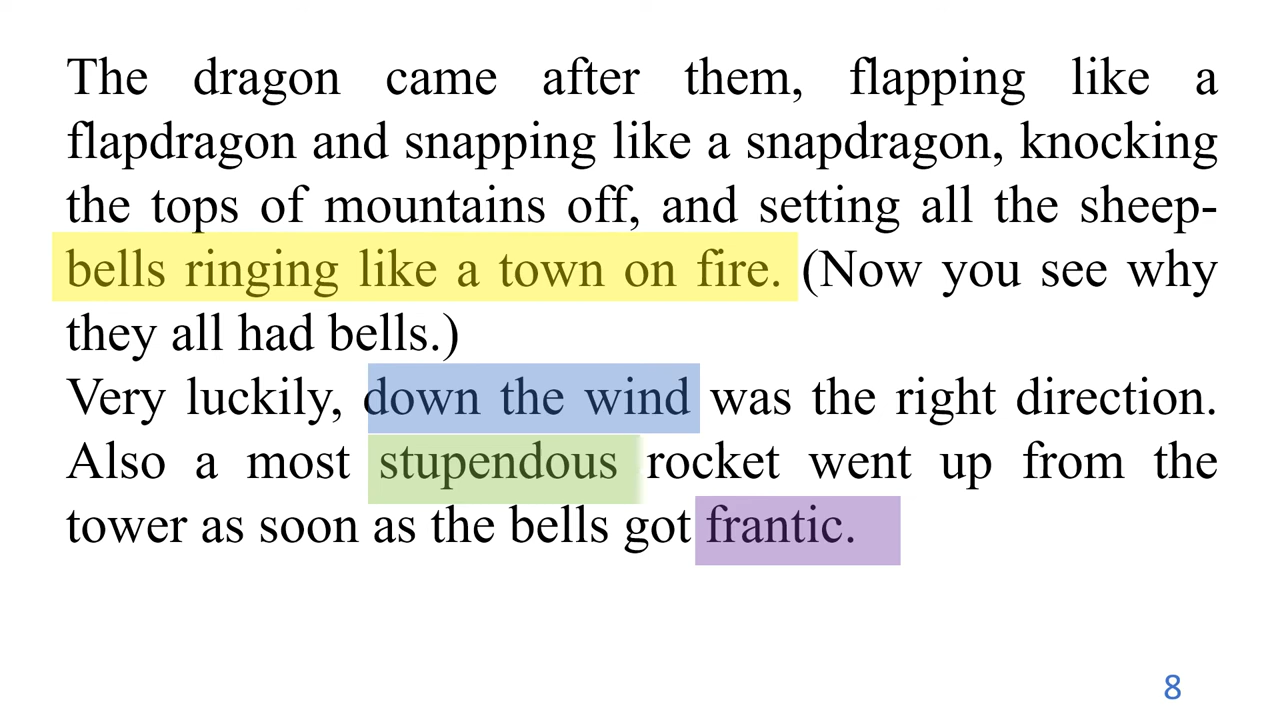 The dragon came after them, flapping like a
flapdragon and snapping like a snapdragon, knocking
the tops of mountains off, and setting all the sheep-
bells ringing like a town on fire. (Now you see why
they all had bells.)
Very luckily, down the wind was the right direction.
Also a most stupendous rocket went up from the
tower as soon as the bells got frantic.
8